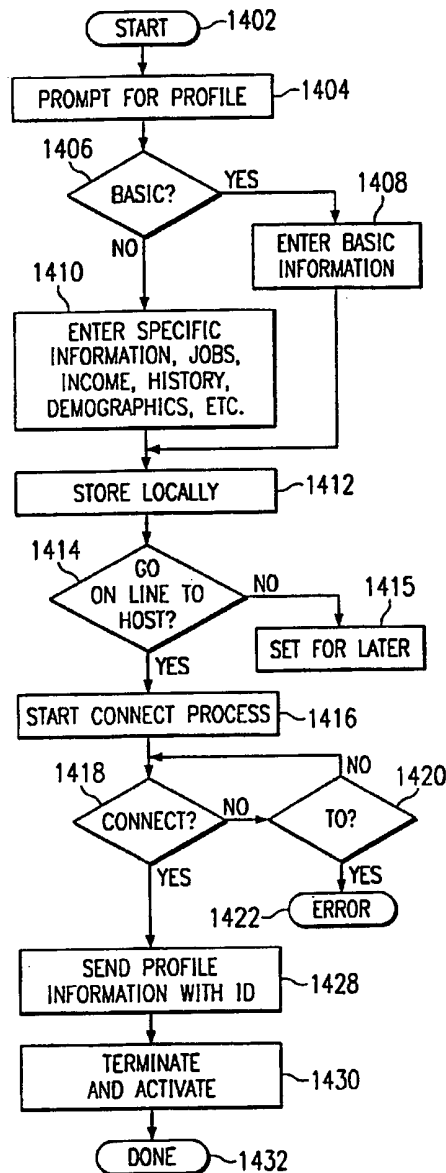 START
1402
PROMPT FOR PROFILE
1404
1406
BASIC?
YES
1408
NO
ENTER BASIC
INFORMATION
1410
ENTER SPECIFIC
INFORMATION, JOBS,
INCOME, HISTORY,
DEMOGRAPHICS, ETC.
STORE LOCALLY
1412
1414
GO
ON LINE TO
HOST?
NO
1415
SET FOR LATER
YES
START CONNECT PROCESS
1416
1418
CONNECT?
NO
NO
1420
TO?
YES
YES
1422
ERROR
SEND PROFILE
INFORMATION WITH ID
1428
TERMINATE
AND ACTIVATE
1430
DONE
1432